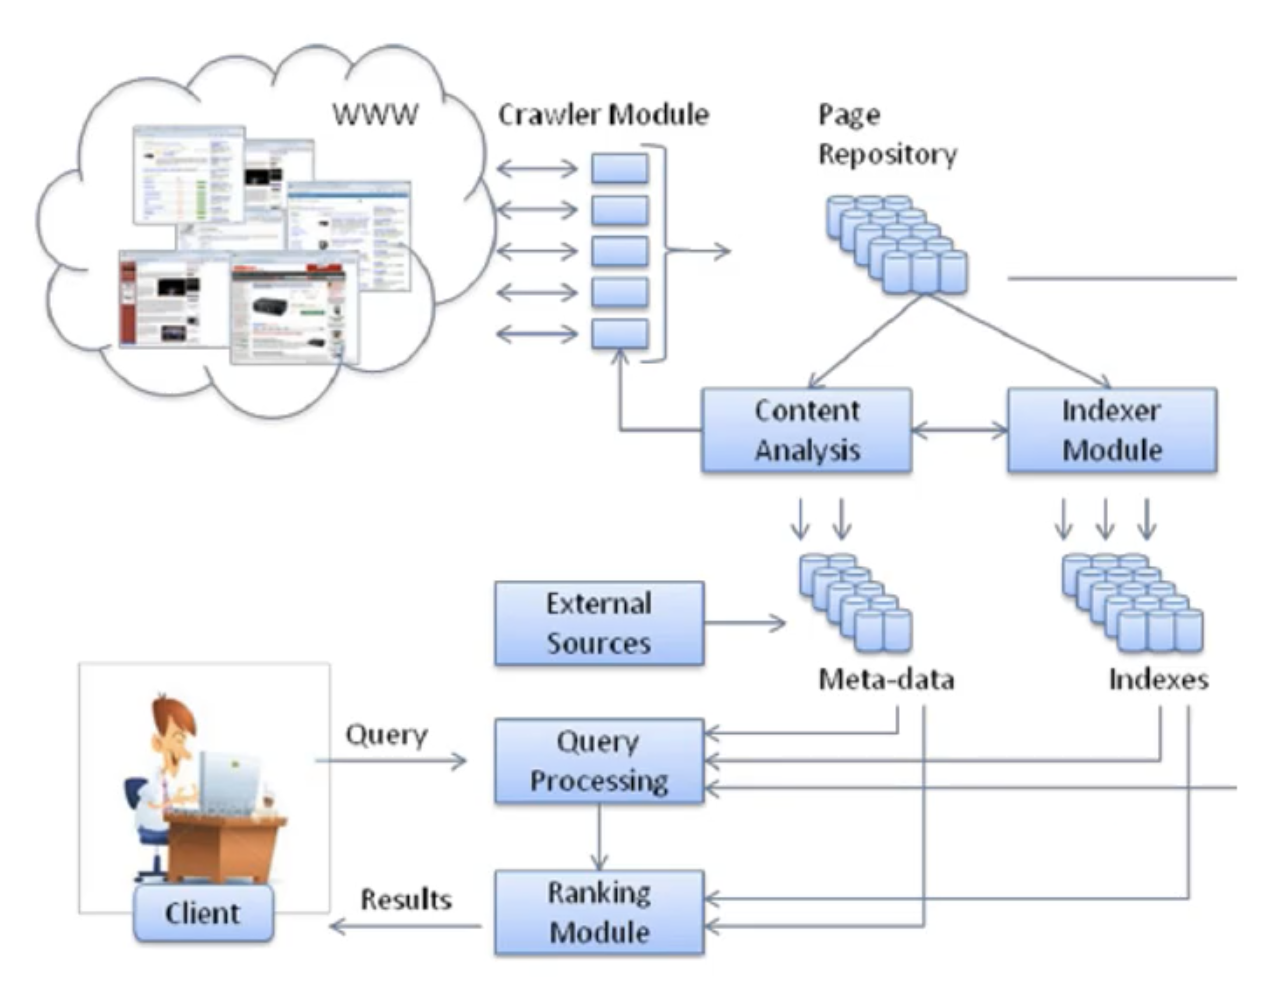 WWW
Crawler Module
Page
Repository
Content
Analysis
Indexer
Module
External
Sources
Meta-data
Indexes
Query
Query
Processing
Results
Ranking
Module
Client